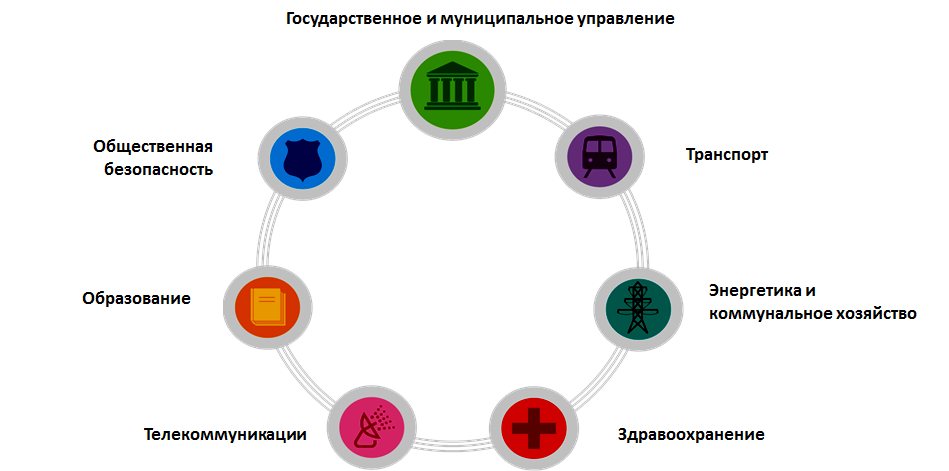 Государственное и муниципальное управление
Общественная
безопасность
Транспорт
Образование
Энергетика и
коммунальное хозяйство
Телекоммуникации
Здравоохранение